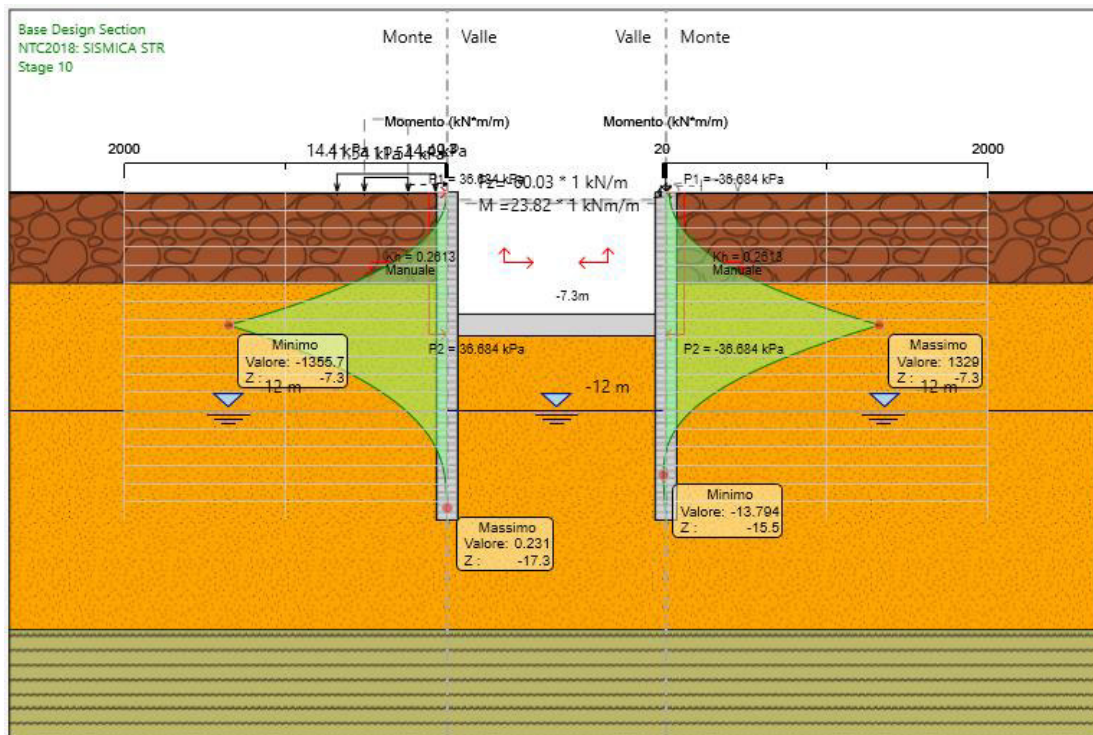 Base Design Section
NTC2018: SISMICA STR
Stage 10
Monte Valle Valle Monte
Momento (kN*m/m) Momento (kN*m/m)
2000 20 2000
14.41 kPa
P1 = 36.684 kPa P1 = -36.684 kPa
60.03 * 1 kN/m
M =23.82 * 1 kNm/m
Kh = 0.2613 Kh = 0.2613
Manuale Manuale
-7.3m
Minimo
Valore: -1355.7
Z : -7.3
P2 = 36.684 kPa P2 = -36.684 kPa
Massimo
Valore: 1329
Z : -7.3
12 m -12 m 12 m
Massimo
Valore: 0.231
Z : -17.3
Minimo
Valore: -13.794
Z : -15.5